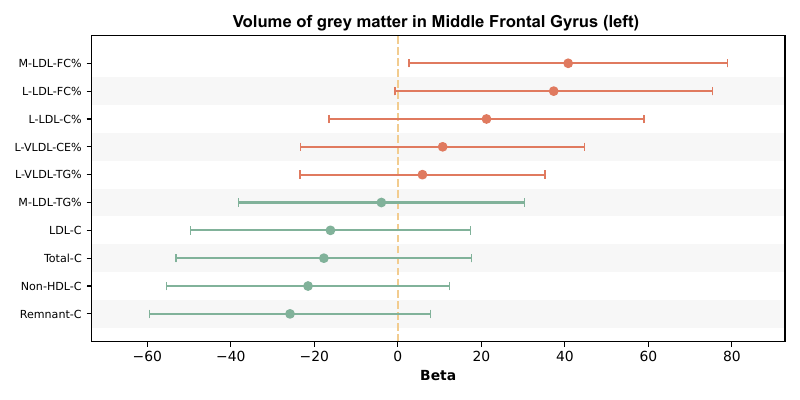 Volume of grey matter in Middle Frontal Gyrus (left)
M-LDL-FC%
L-LDL-FC%
L-LDL-C%
L-VLDL-CE%
L-VLDL-TG%
M-LDL-TG%
LDL-C
Total-C
Non-HDL-C
Remnant-C
−60 −40 −20 0 20 40 60 80
Beta